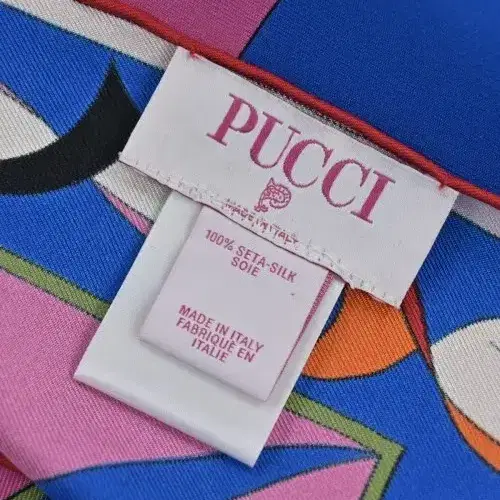 PUCCI
MADE IN ITALY
100% SETA-SILK
SOIE
MADE IN ITALY
FABRIQUE EN
ITALIE